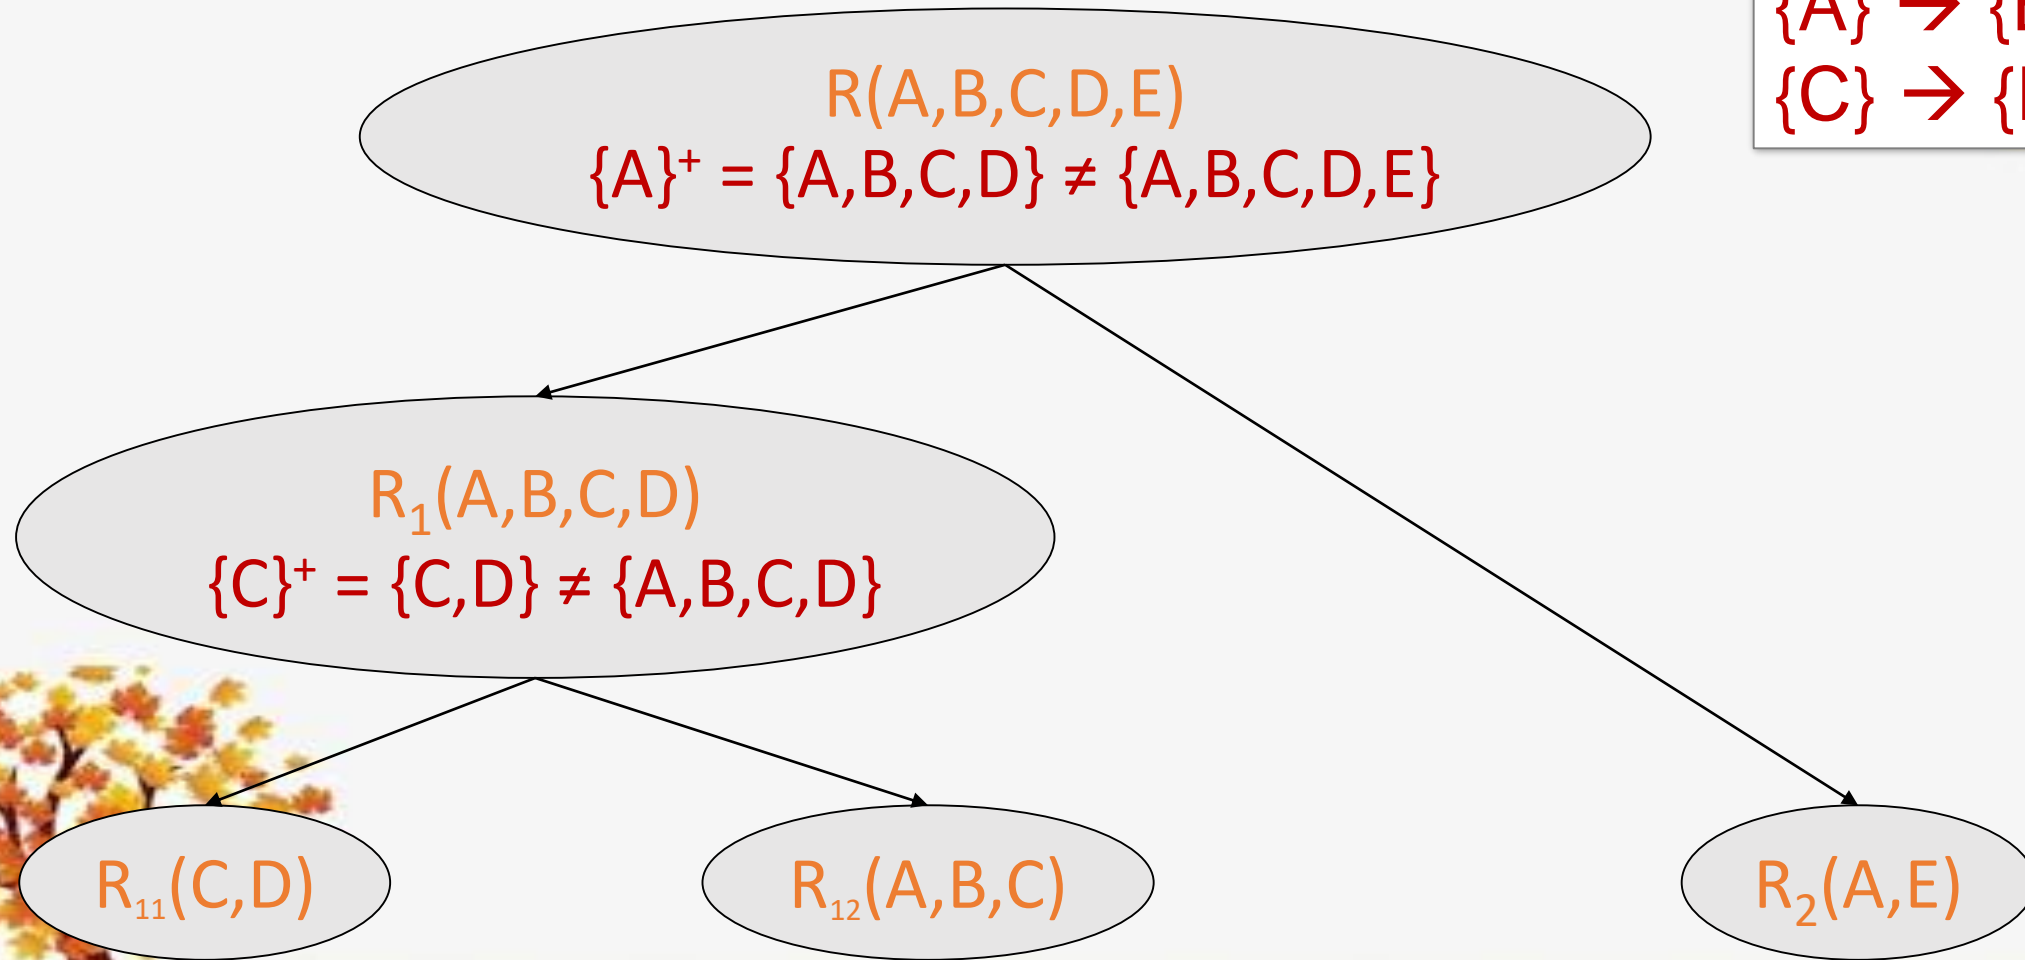 {A} → {
{C} → {
R(A,B,C,D,E)
{A}⁺ = {A,B,C,D} ≠ {A,B,C,D,E}
R₁(A,B,C,D)
{C}⁺ = {C,D} ≠ {A,B,C,D}
R₁₁(C,D)
R₁₂(A,B,C)
R₂(A,E)